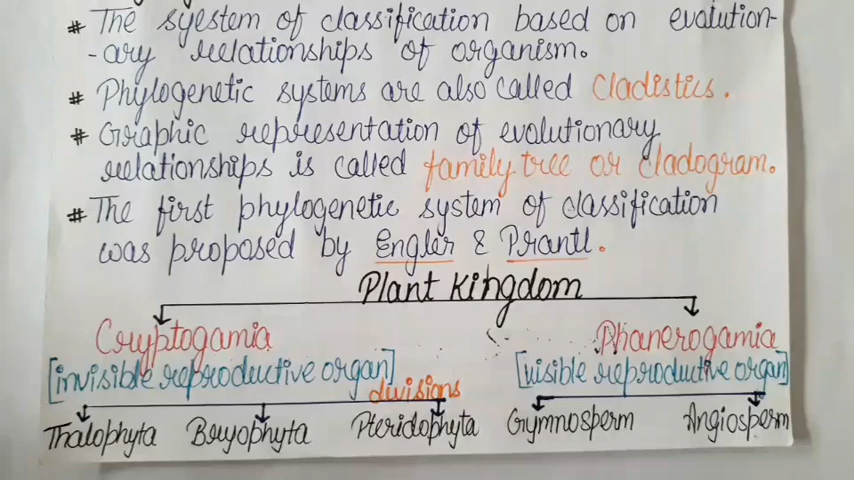 # The syestem of classification based on evolution-
-ary relationships of organism.
# Phylogenetic systems are also called Cladistics.
# Graphic representation of evolutionary
relationships is called family tree or cladogram.
# The first phylogenetic system of classification
was proposed by Engler & Prantl.
Plant Kingdom
Cryptogamia Phanerogamia
[invisible reproductive organ] [visible reproductive organ]
divisions
Thalophyta Bryophyta Pteridophyta Gymnosperm Angiosperm